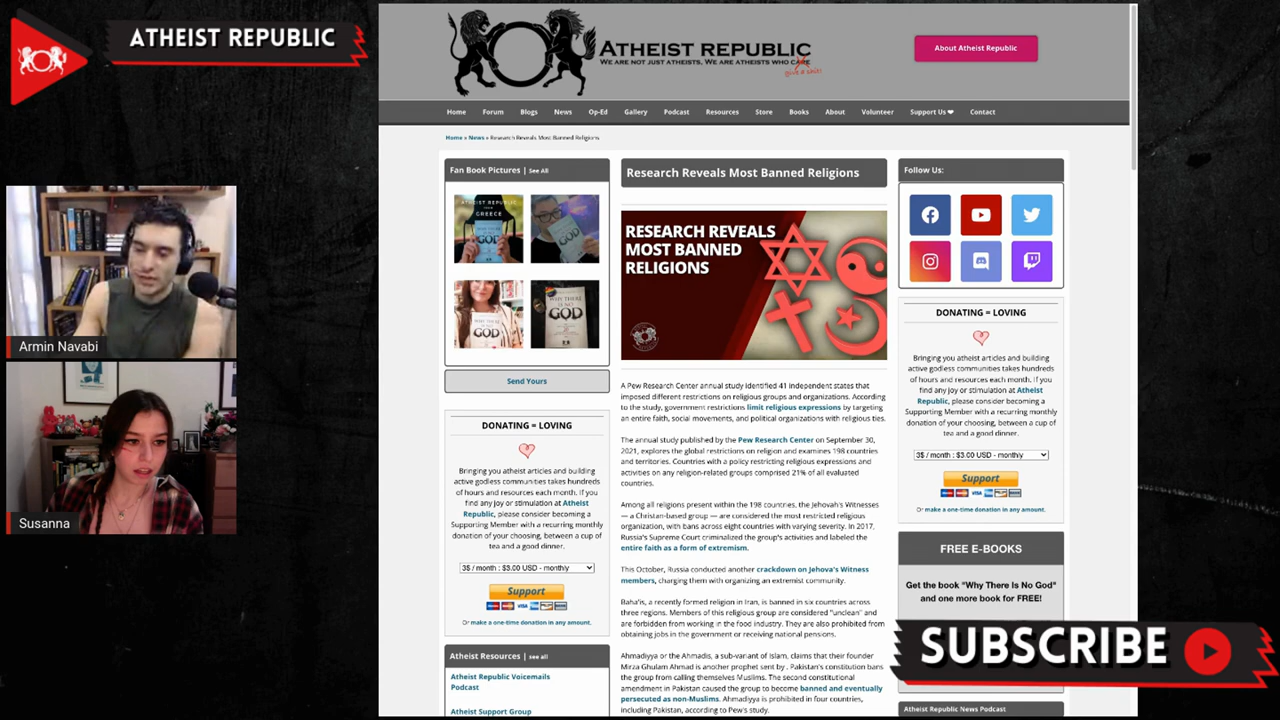 ATHEIST REPUBLIC
Armin Navabi
Susanna
ATHEIST REPUBLIC
WE ARE NOT JUST ATHEISTS. WE ARE ATHEISTS WHO CARE
give a shit!
About Atheist Republic
Home Forum Blogs News Op-Ed Gallery Podcast Resources Store Books About Volunteer Support Us ❤ Contact
Home » News » Research Reveals Most Banned Religions
Fan Book Pictures | See All
ATHEIST REPUBLIC
GREECE
GOD
GOD
GOD
WHY THERE IS NO
GOD
Send Yours
DONATING = LOVING
Bringing you atheist articles and building
active godless communities takes hundreds
of hours and resources each month. If you
find any joy or stimulation at Atheist
Republic, please consider becoming a
Supporting Member with a recurring monthly
donation of your choosing, between a cup of
tea and a good dinner.
3$ / month : $3.00 USD - monthly
Support
VISA
Or make a one-time donation in any amount.
Atheist Resources | see all
Atheist Republic Voicemails
Podcast
Atheist Support Group
Research Reveals Most Banned Religions
RESEARCH REVEALS
MOST BANNED
RELIGIONS
A Pew Research Center annual study identified 41 independent states that
imposed different restrictions on religious groups and organizations. According
to the study, government restrictions limit religious expressions by targeting
an entire faith, social movements, and political organizations with religious ties.
The annual study published by the Pew Research Center on September 30,
2021, explores the global restrictions on religion and examines 198 countries
and territories. Countries with a policy restricting religious expressions and
activities on any religion-related groups comprised 21% of all evaluated
countries.
Among all religions present within the 198 countries, the Jehovah's Witnesses
— a Christan-based group — are considered the most restricted religious
organization, with bans across eight countries with varying severity. In 2017,
Russia's Supreme Court criminalized the group's activities and labeled the
entire faith as a form of extremism.
This October, Russia conducted another crackdown on Jehova's Witness
members, charging them with organizing an extremist community.
Baha'is, a recently formed religion in Iran, is banned in six countries across
three regions. Members of this religious group are considered "unclean" and
are forbidden from working in the food industry. They are also prohibited from
obtaining jobs in the government or receiving national pensions.
Ahmadiyya or the Ahmadis, a sub-variant of Islam, claims that their founder
Mirza Ghulam Ahmad is another prophet sent by . Pakistan's constitution bans
the group from calling themselves Muslims. The second constitutional
amendment in Pakistan caused the group to become banned and eventually
persecuted as non-Muslims. Ahmadiyya is prohibited in four countries,
including Pakistan, according to Pew's study.
Follow Us:
DONATING = LOVING
Bringing you atheist articles and building
active godless communities takes hundreds
of hours and resources each month. If you
find any joy or stimulation at Atheist
Republic, please consider becoming a
Supporting Member with a recurring monthly
donation of your choosing, between a cup of
tea and a good dinner.
3$ / month : $3.00 USD - monthly
Support
VISA
Or make a one-time donation in any amount.
FREE E-BOOKS
Get the book "Why There Is No God"
and one more book for FREE!
SUBSCRIBE
Atheist Republic News Podcast